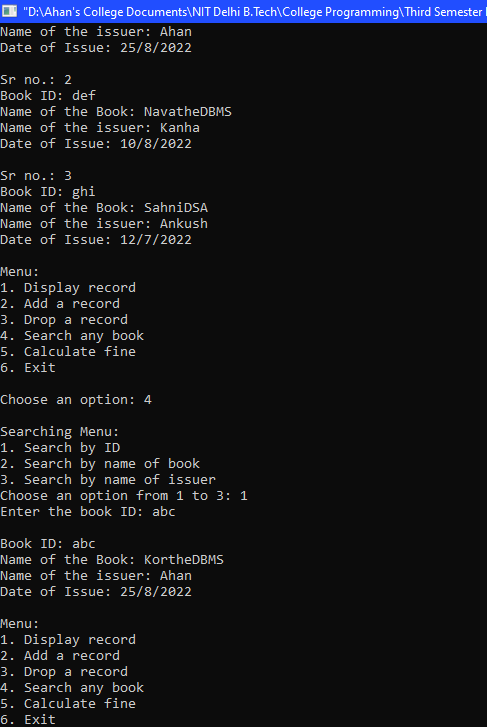 "D:\Ahan's College Documents\NIT Delhi B.Tech\College Programming\Third Semester
Name of the issuer: Ahan
Date of Issue: 25/8/2022
Sr no.: 2
Book ID: def
Name of the Book: NavatheDBMS
Name of the issuer: Kanha
Date of Issue: 10/8/2022
Sr no.: 3
Book ID: ghi
Name of the Book: SahniDSA
Name of the issuer: Ankush
Date of Issue: 12/7/2022
Menu:
1. Display record
2. Add a record
3. Drop a record
4. Search any book
5. Calculate fine
6. Exit
Choose an option: 4
Searching Menu:
1. Search by ID
2. Search by name of book
3. Search by name of issuer
Choose an option from 1 to 3: 1
Enter the book ID: abc
Book ID: abc
Name of the Book: KortheDBMS
Name of the issuer: Ahan
Date of Issue: 25/8/2022
Menu:
1. Display record
2. Add a record
3. Drop a record
4. Search any book
5. Calculate fine
6. Exit